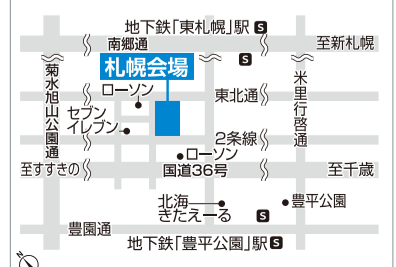 地下鉄「東札幌」駅 S
南郷通
至新札幌
S
札幌会場
菊水旭山公園通
ローソン
東北通
米里行啓通
セブン
イレブン
2条線
ローソン
至すすきの
国道36号
至千歳
北海
きたえーる
豊平公園
S
豊園通
地下鉄「豊平公園」駅 S
N